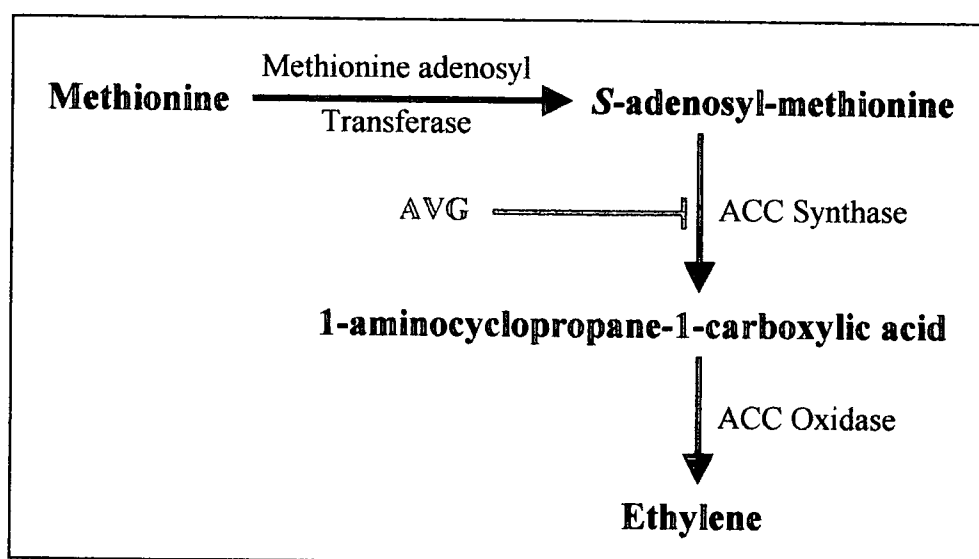 Methionine adenosyl
Methionine
S-adenosyl-methionine
Transferase
AVG
ACC Synthase
1-aminocyclopropane-1-carboxylic acid
ACC Oxidase
Ethylene